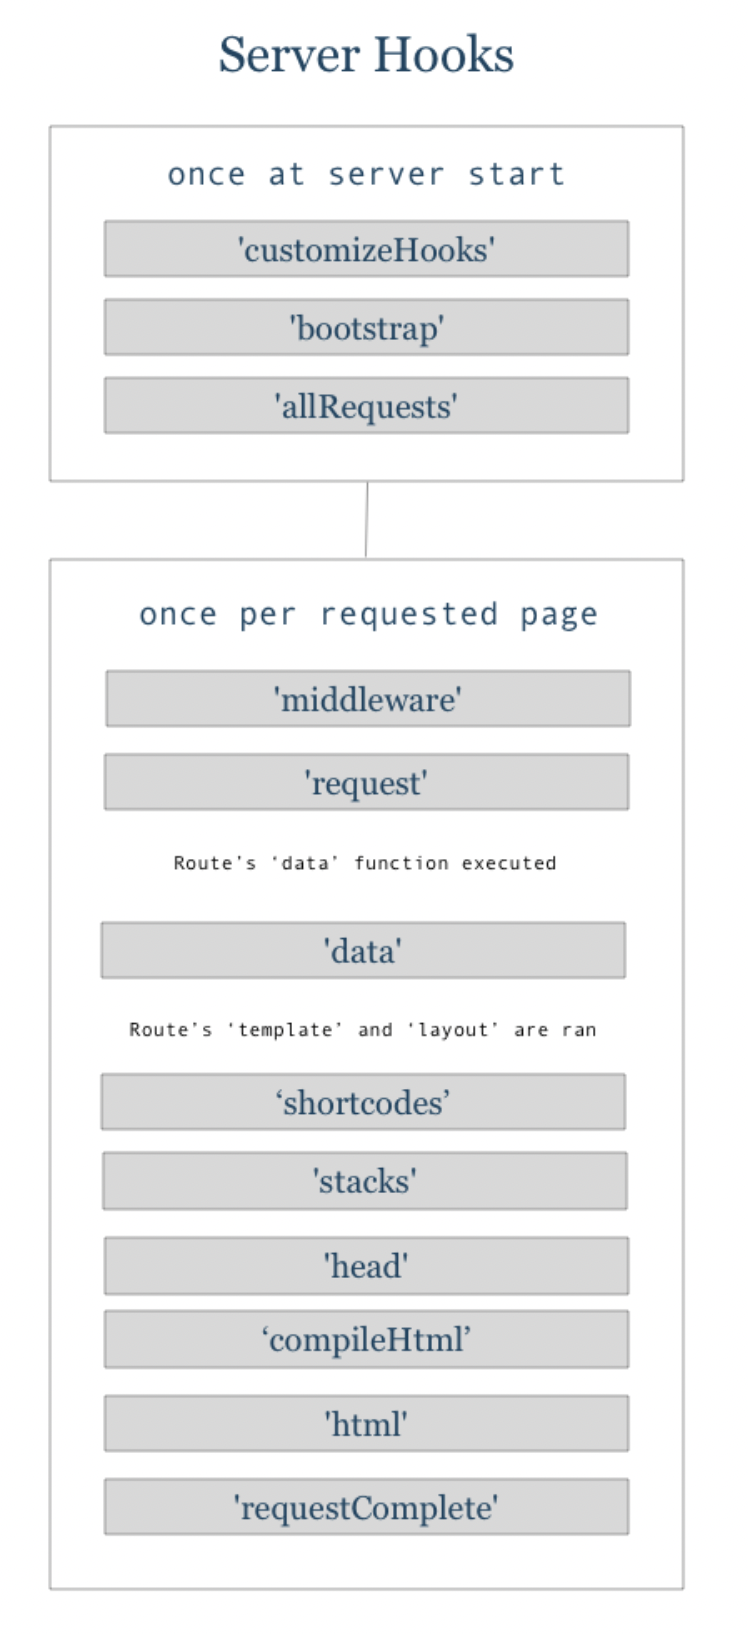 Server Hooks
once at server start
'customizeHooks'
'bootstrap'
'allRequests'
once per requested page
'middleware'
'request'
Route’s ‘data’ function executed
'data'
Route’s ‘template’ and ‘layout’ are ran
‘shortcodes’
'stacks'
'head'
‘compileHtml’
'html'
'requestComplete'